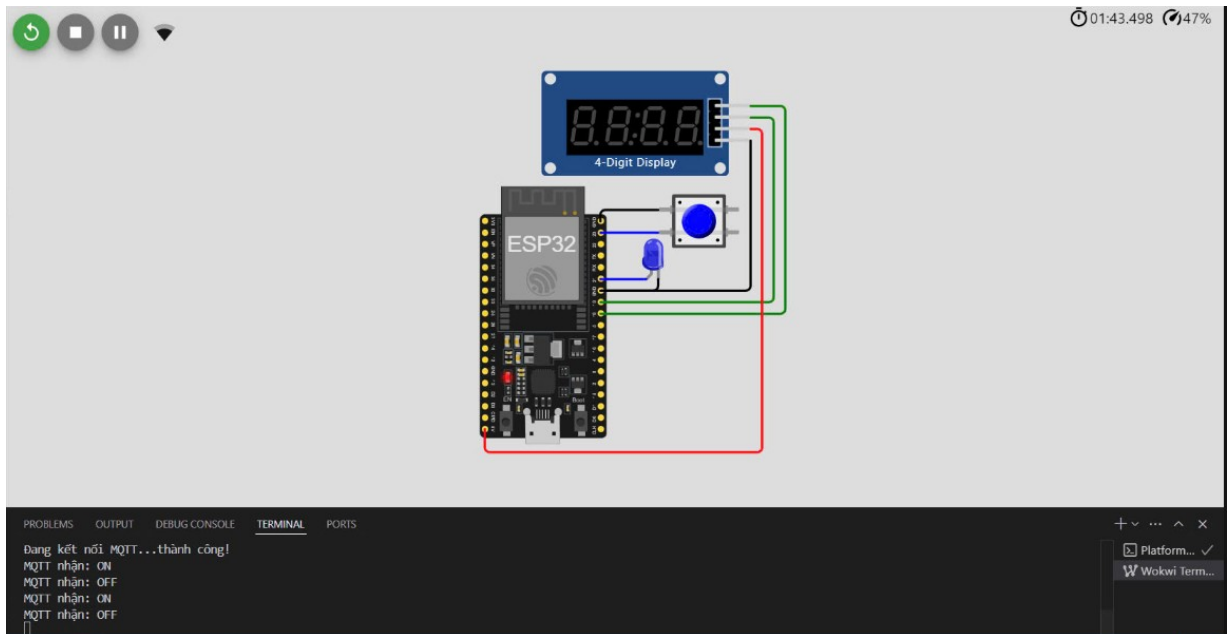 01:43.498 47%
4-Digit Display
ESP32
PROBLEMS OUTPUT DEBUG CONSOLE TERMINAL PORTS
Đang kết nối MQTT...thành công!
MQTT nhận: ON
MQTT nhận: OFF
MQTT nhận: ON
MQTT nhận: OFF
Platform...
Wokwi Term...